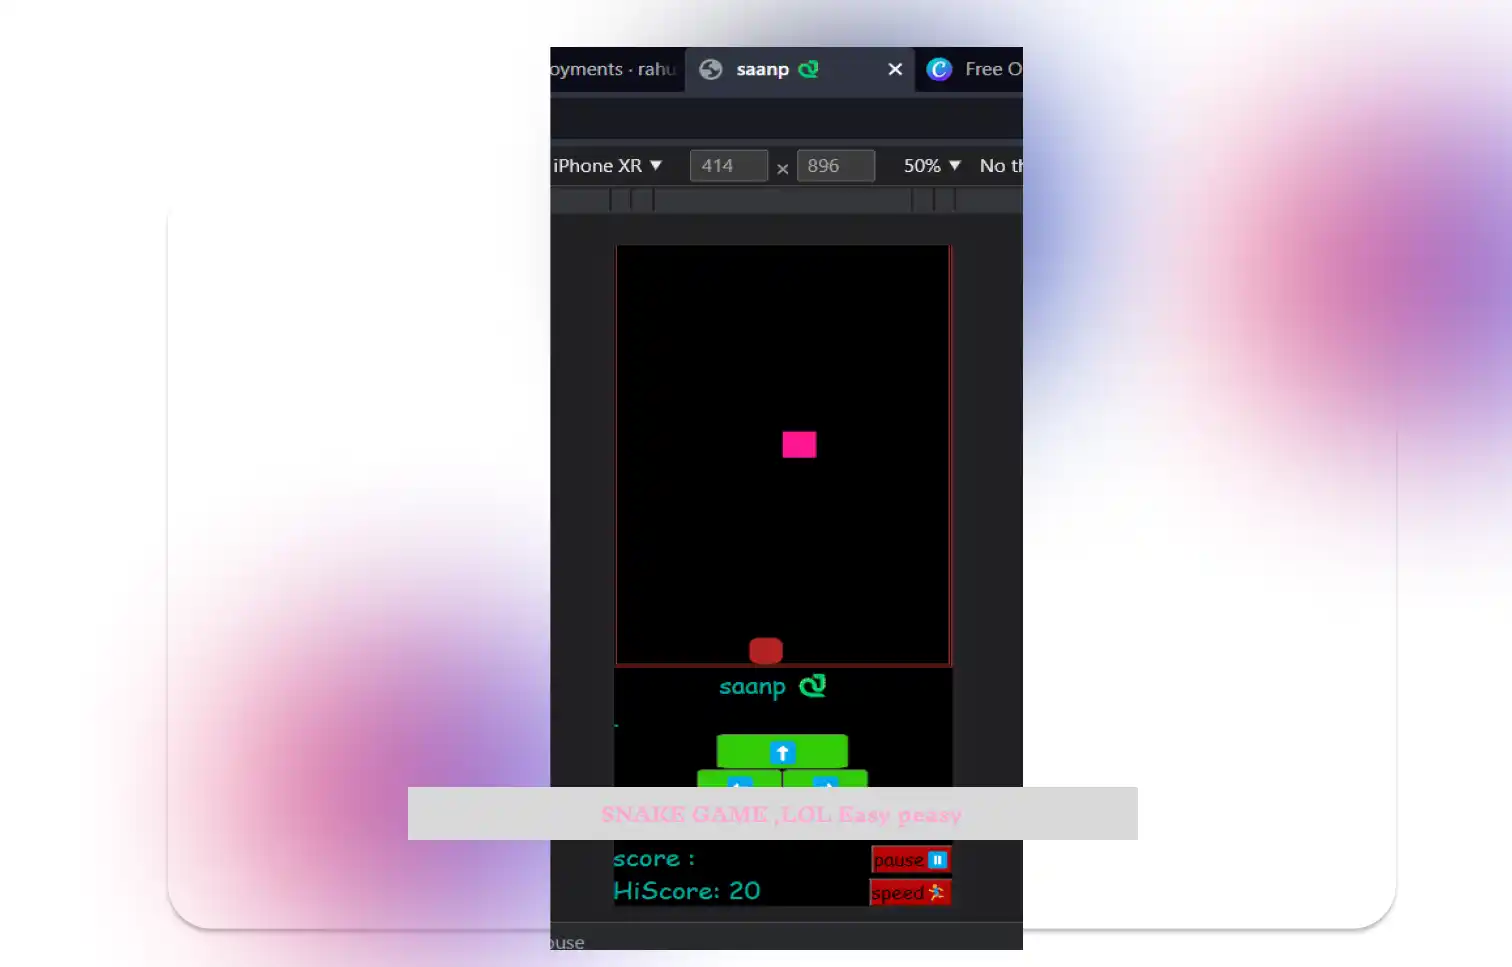 oyments · rahu saanp Free O
iPhone XR 414 × 896 50% No th
saanp
SNAKE GAME ,LOL Easy peasy
score : pause
HiScore: 20 speed
ouse